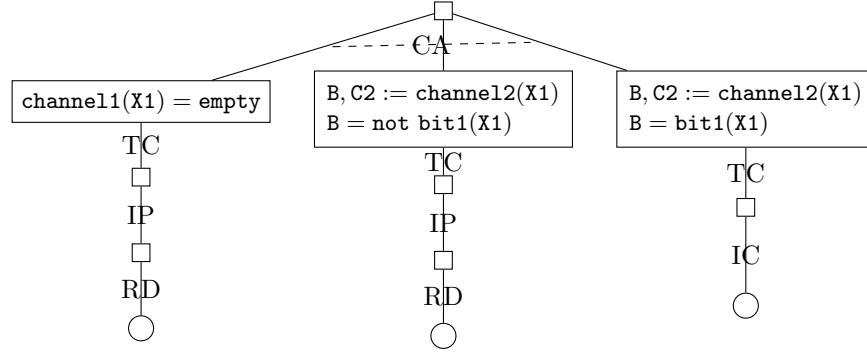 CA
channel1(X1) = empty
B, C2 := channel2(X1)
B = not bit1(X1)
B, C2 := channel2(X1)
B = bit1(X1)
TC
TC
TC
IP
IP
IC
RD
RD